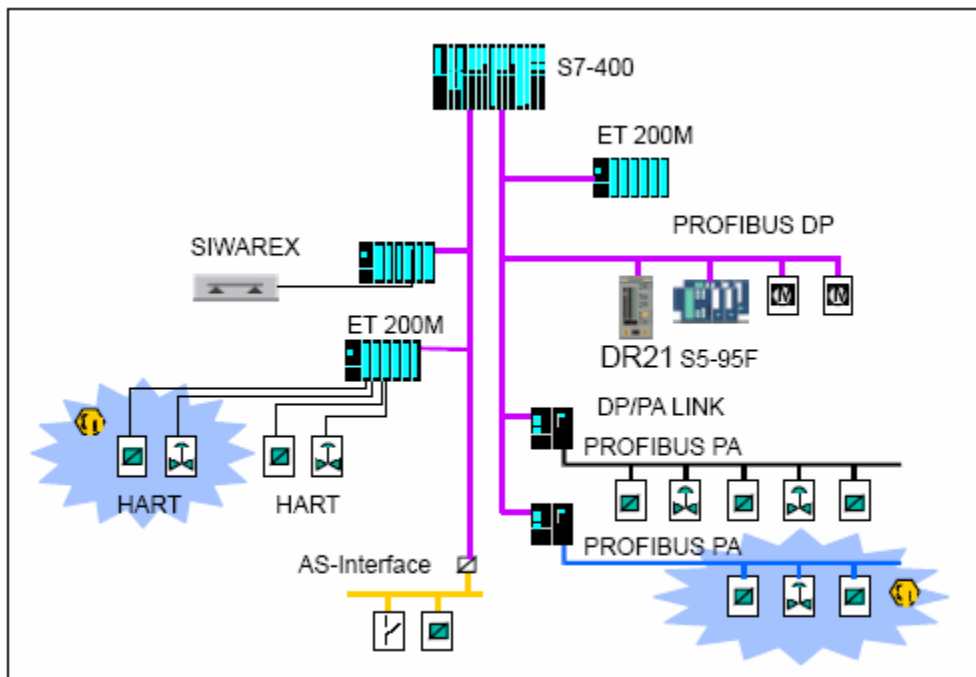 S7-400
ET 200M
PROFIBUS DP
SIWAREX
ET 200M
DR21 S5-95F
DP/PA LINK
PROFIBUS PA
HART HART
PROFIBUS PA
AS-Interface